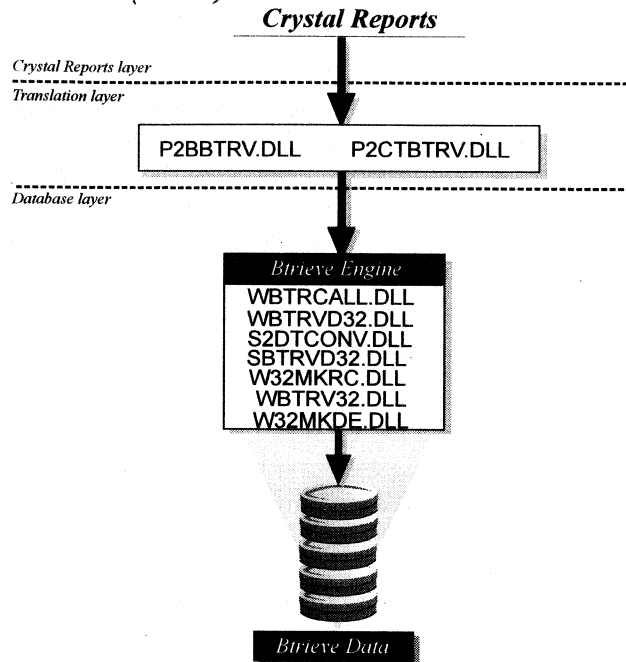 Crystal Reports
Crystal Reports layer
Translation layer
P2BBTRV.DLL P2CTBTRV.DLL
Database layer
Btrieve Engine
WBTRCALL.DLL
WBTRVD32.DLL
S2DTCONV.DLL
SBTRVD32.DLL
W32MKRC.DLL
WBTRV32.DLL
W32MKDE.DLL
Btrieve Data